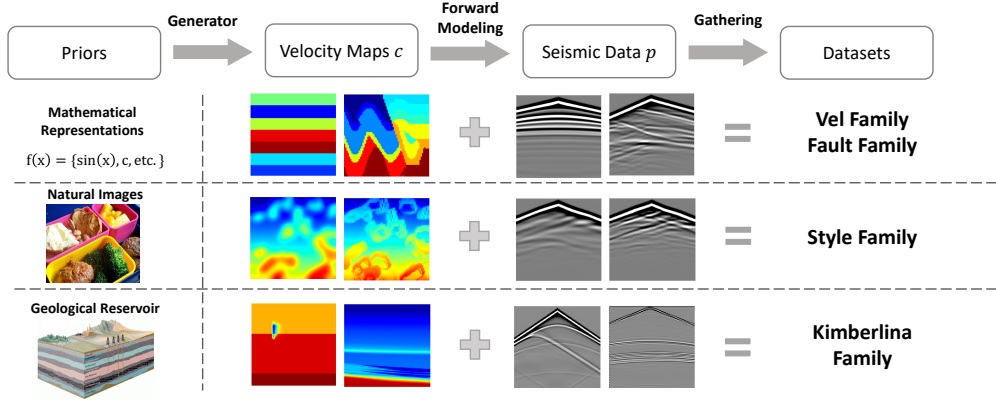 Generator
Forward
Modeling
Gathering
Priors
Velocity Maps c
Seismic Data p
Datasets
Mathematical
Representations
f(x) = {sin(x), c, etc. }
Vel Family
Fault Family
Natural Images
Style Family
Geological Reservoir
Kimberlina
Family